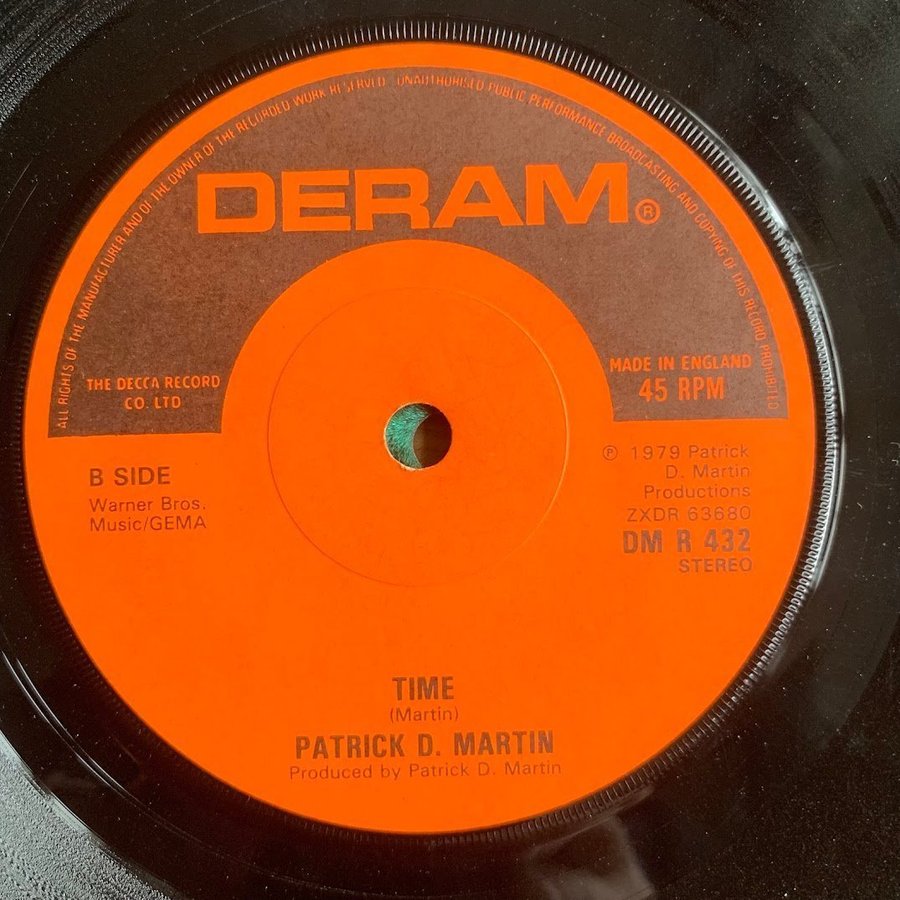 ALL RIGHTS OF THE MANUFACTURER AND OF THE OWNER OF THE RECORDED WORK RESERVED UNAUTHORISED PUBLIC PERFORMANCE BROADCASTING AND COPYING OF THIS RECORD PROHIBITED
DERAM®
THE DECCA RECORD
CO. LTD
MADE IN ENGLAND
45 RPM
B SIDE
Warner Bros.
Music/GEMA
℗ 1979 Patrick
D. Martin
Productions
ZXDR 63680
DM R 432
STEREO
TIME
(Martin)
PATRICK D. MARTIN
Produced by Patrick D. Martin